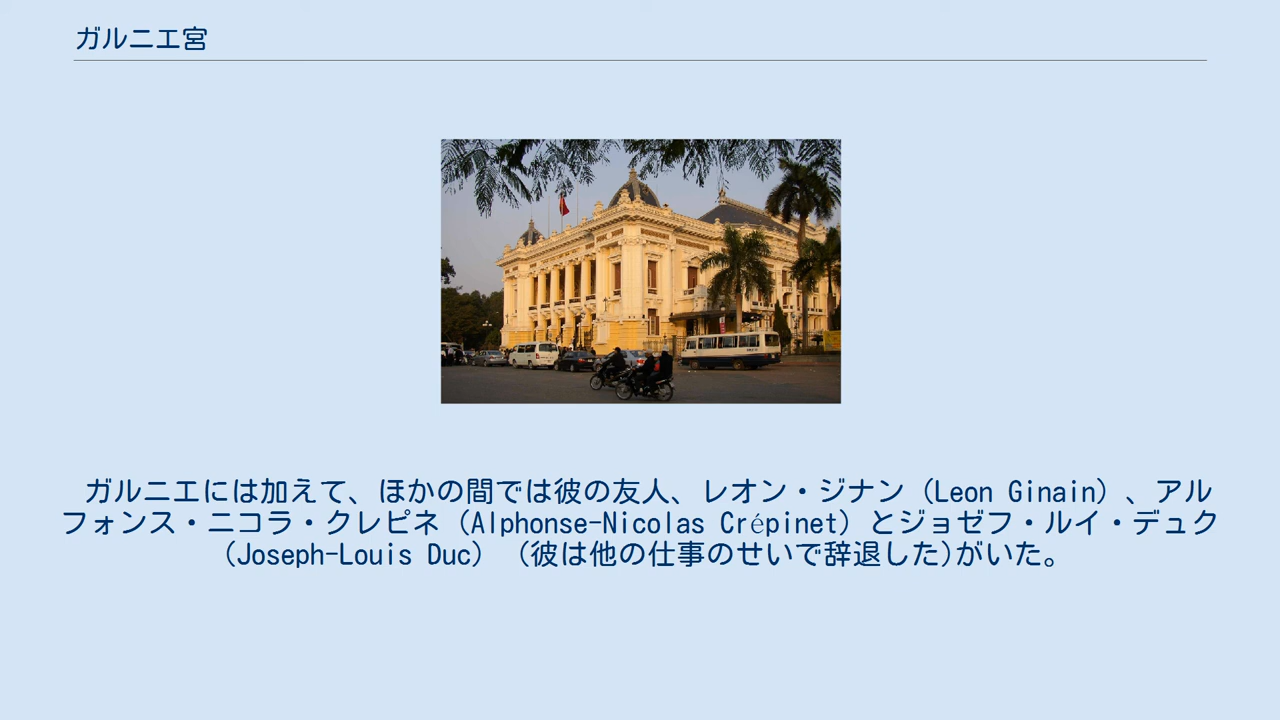 ガルニエ宮
ガルニエには加えて、ほかの間では彼の友人、レオン・ジナン（Leon Ginain）、アル
フォンス・ニコラ・クレピネ（Alphonse-Nicolas Crépinet）とジョゼフ・ルイ・デュク
（Joseph-Louis Duc）（彼は他の仕事のせいで辞退した)がいた。